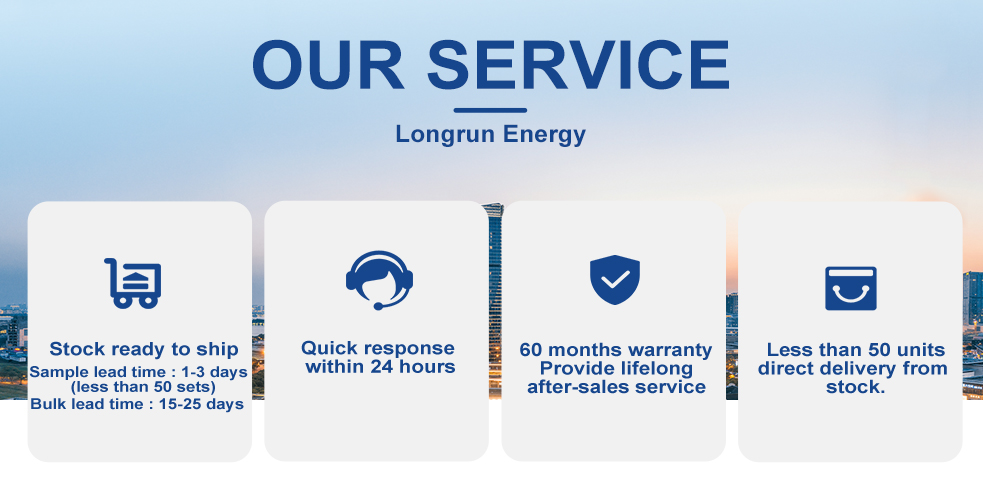 OUR SERVICE
Longrun Energy
Stock ready to ship
Sample lead time : 1-3 days
(less than 50 sets)
Bulk lead time : 15-25 days
Quick response
within 24 hours
60 months warranty
Provide lifelong
after-sales service
Less than 50 units
direct delivery from
stock.